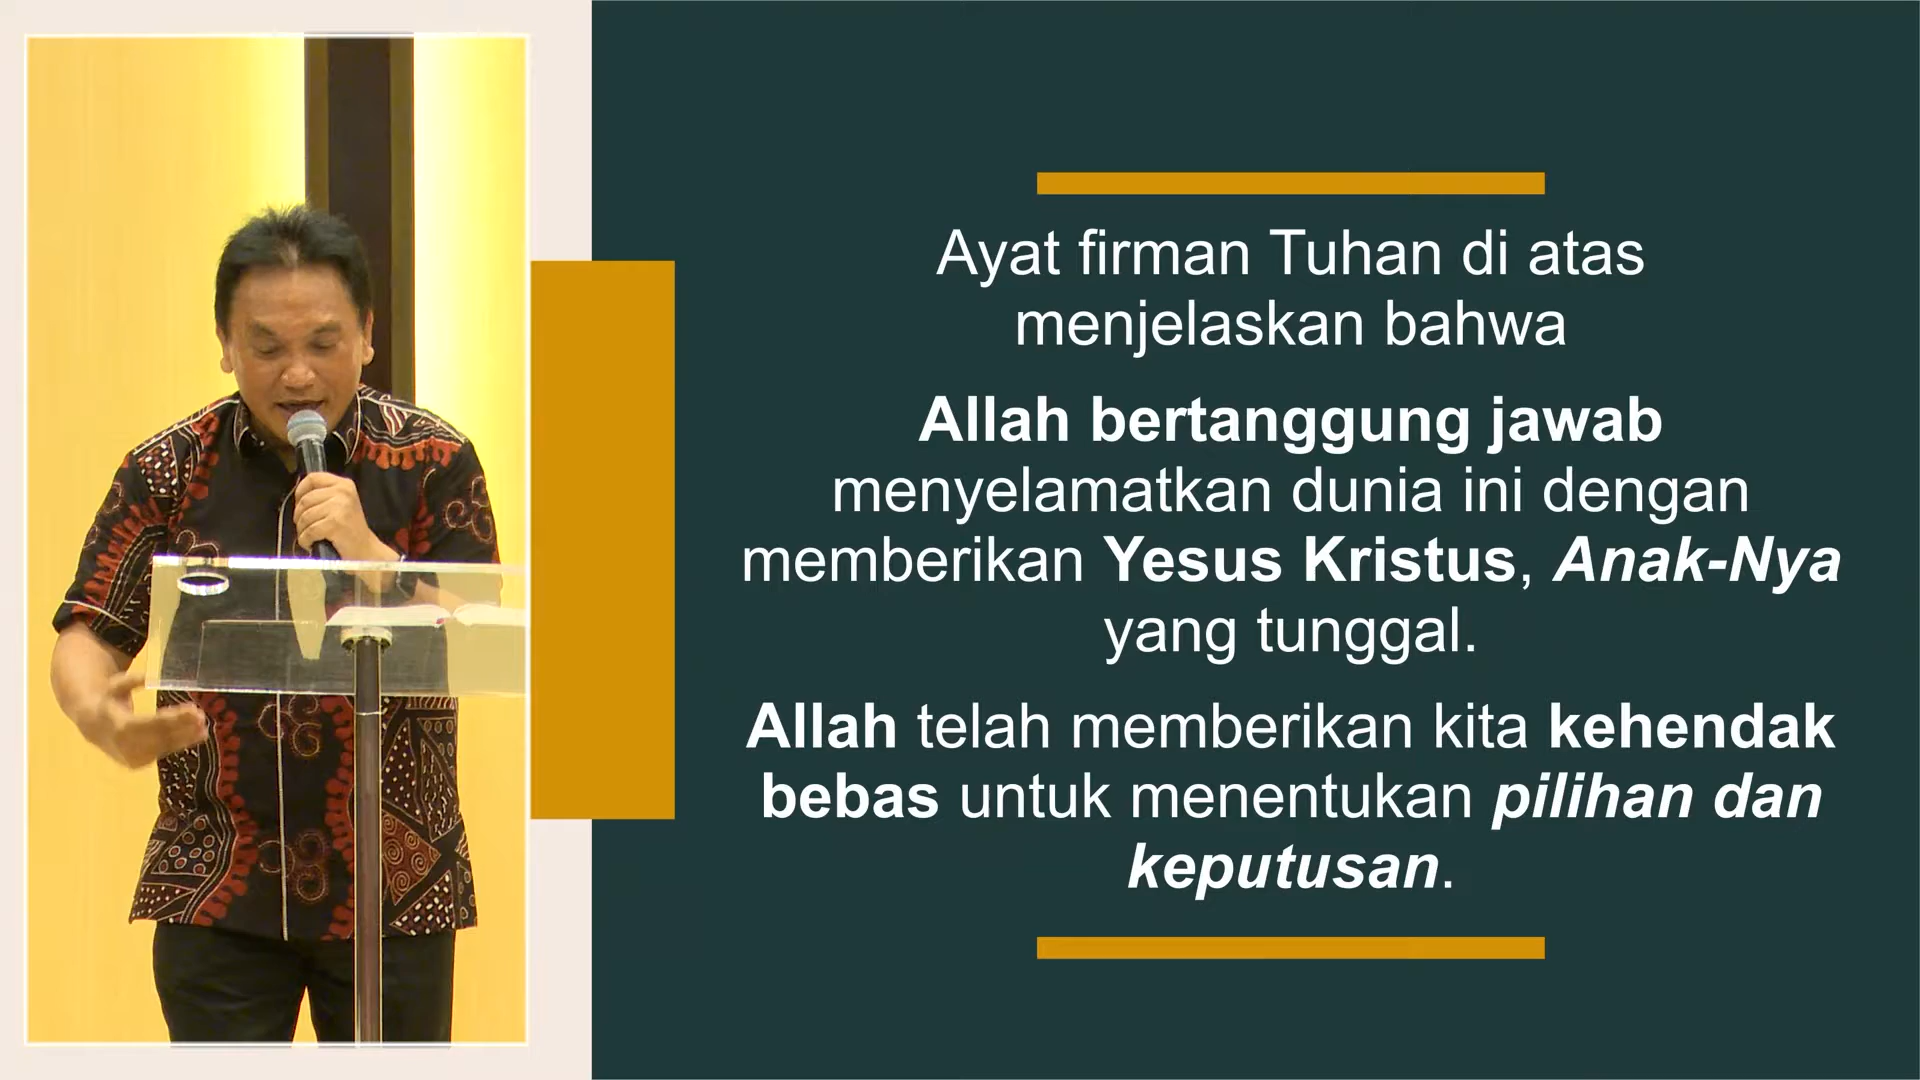 Ayat firman Tuhan di atas
menjelaskan bahwa
Allah bertanggung jawab
menyelamatkan dunia ini dengan
memberikan Yesus Kristus, Anak-Nya
yang tunggal.
Allah telah memberikan kita kehendak
bebas untuk menentukan pilihan dan
keputusan.